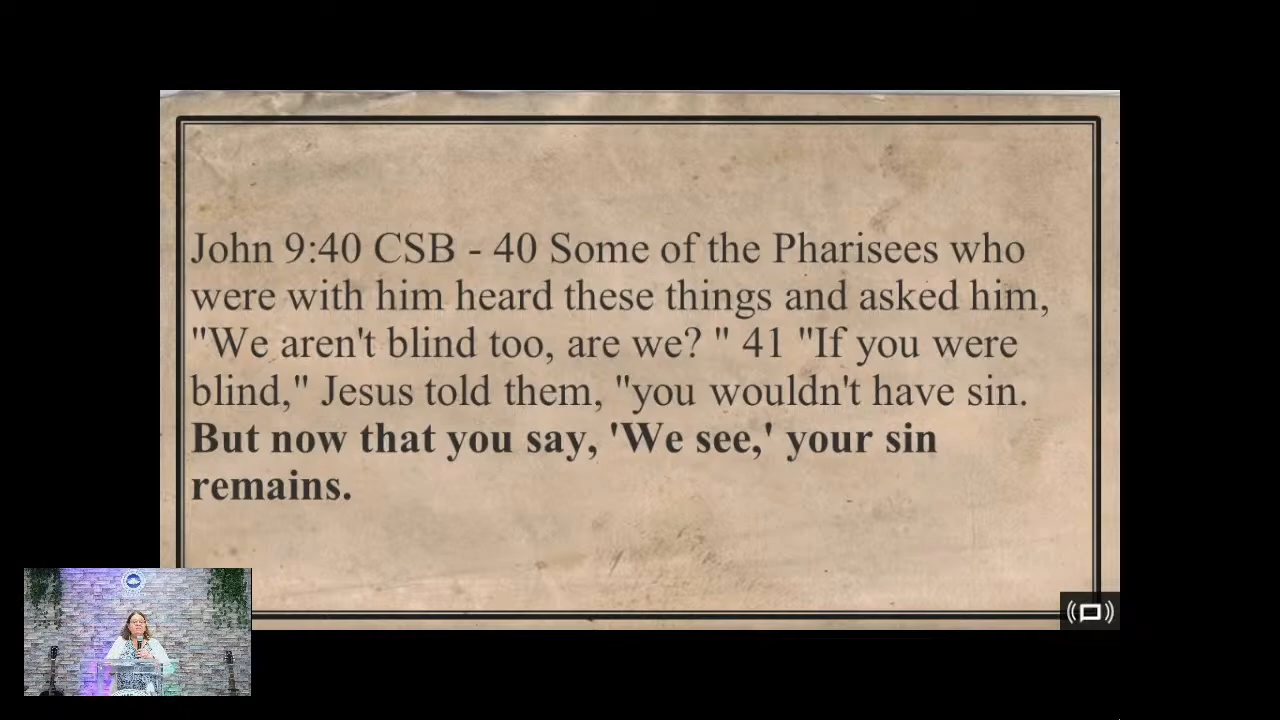 John 9:40 CSB - 40 Some of the Pharisees who
were with him heard these things and asked him,
"We aren't blind too, are we? " 41 "If you were
blind," Jesus told them, "you wouldn't have sin.
But now that you say, 'We see,' your sin
remains.